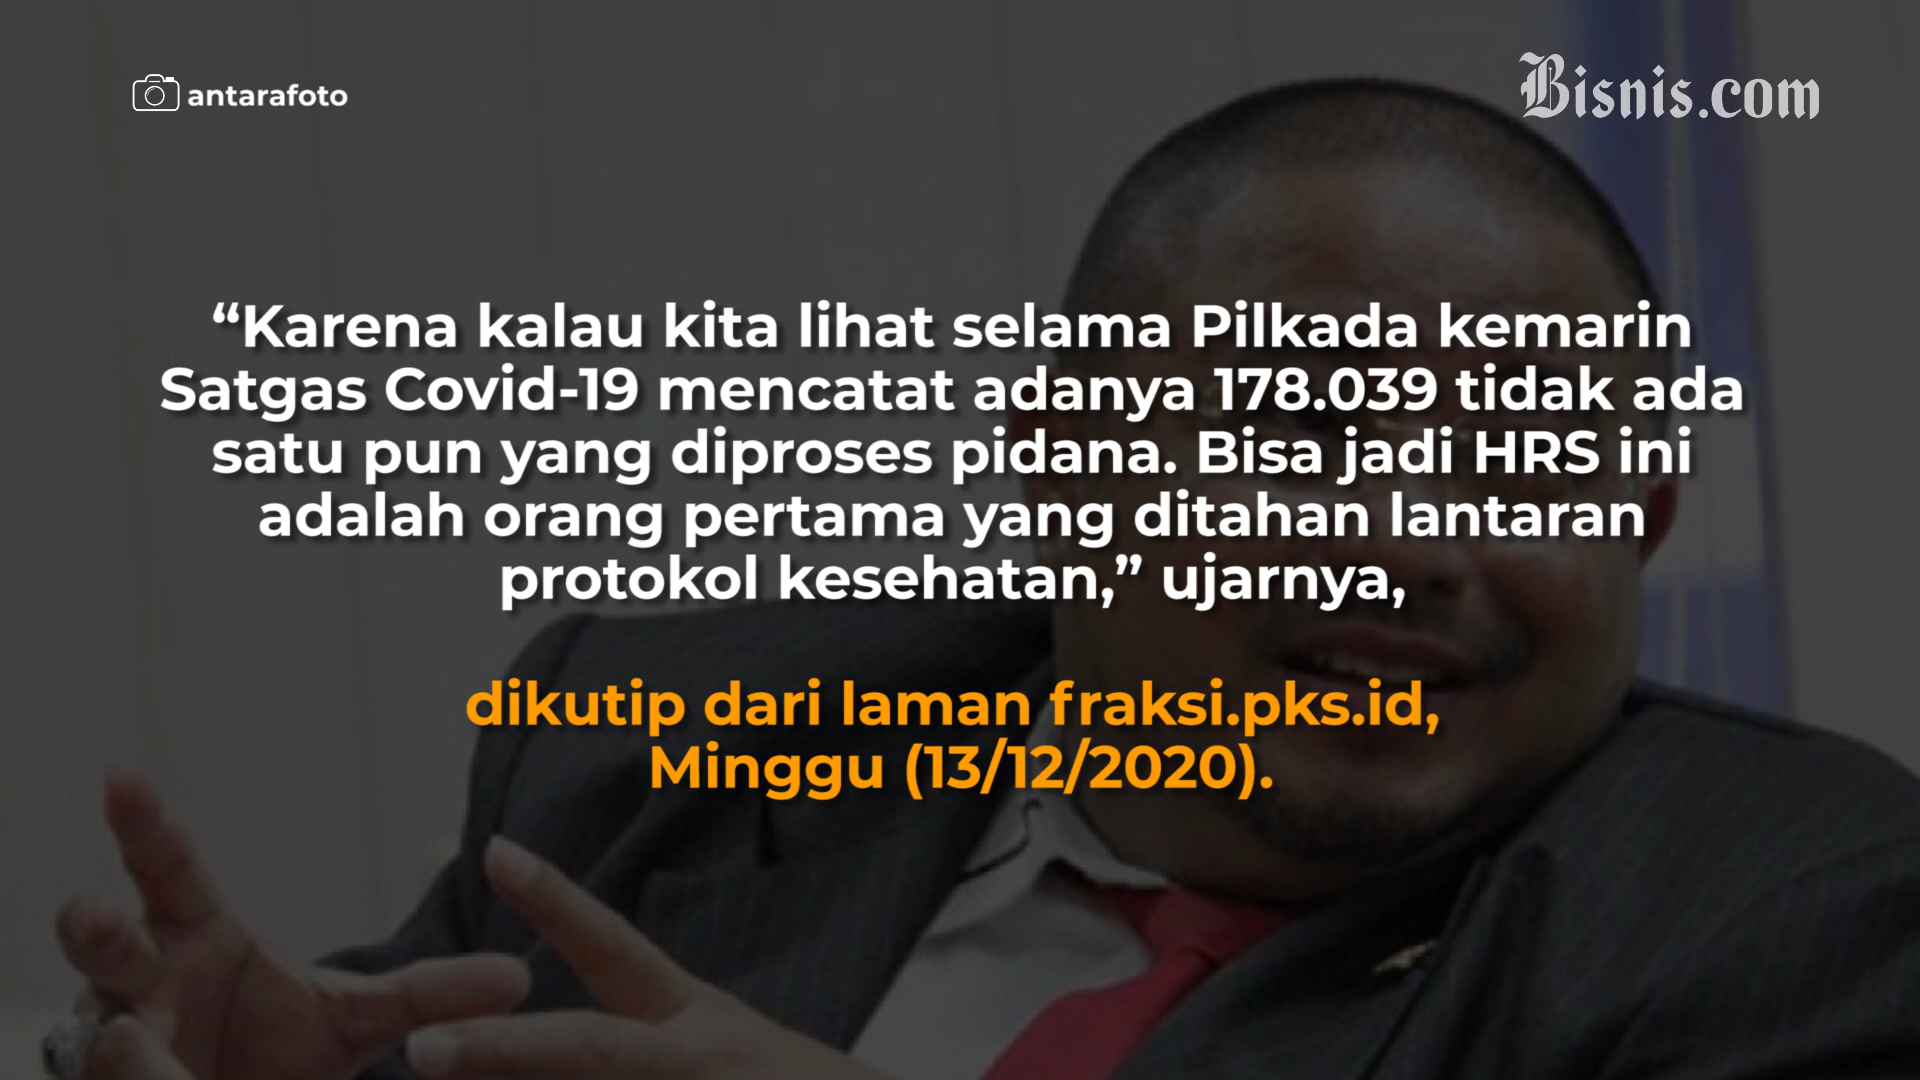 antarafoto
Bisnis.com
“Karena kalau kita lihat selama Pilkada kemarin
Satgas Covid-19 mencatat adanya 178.039 tidak ada
satu pun yang diproses pidana. Bisa jadi HRS ini
adalah orang pertama yang ditahan lantaran
protokol kesehatan,” ujarnya,
dikutip dari laman fraksi.pks.id,
Minggu (13/12/2020).